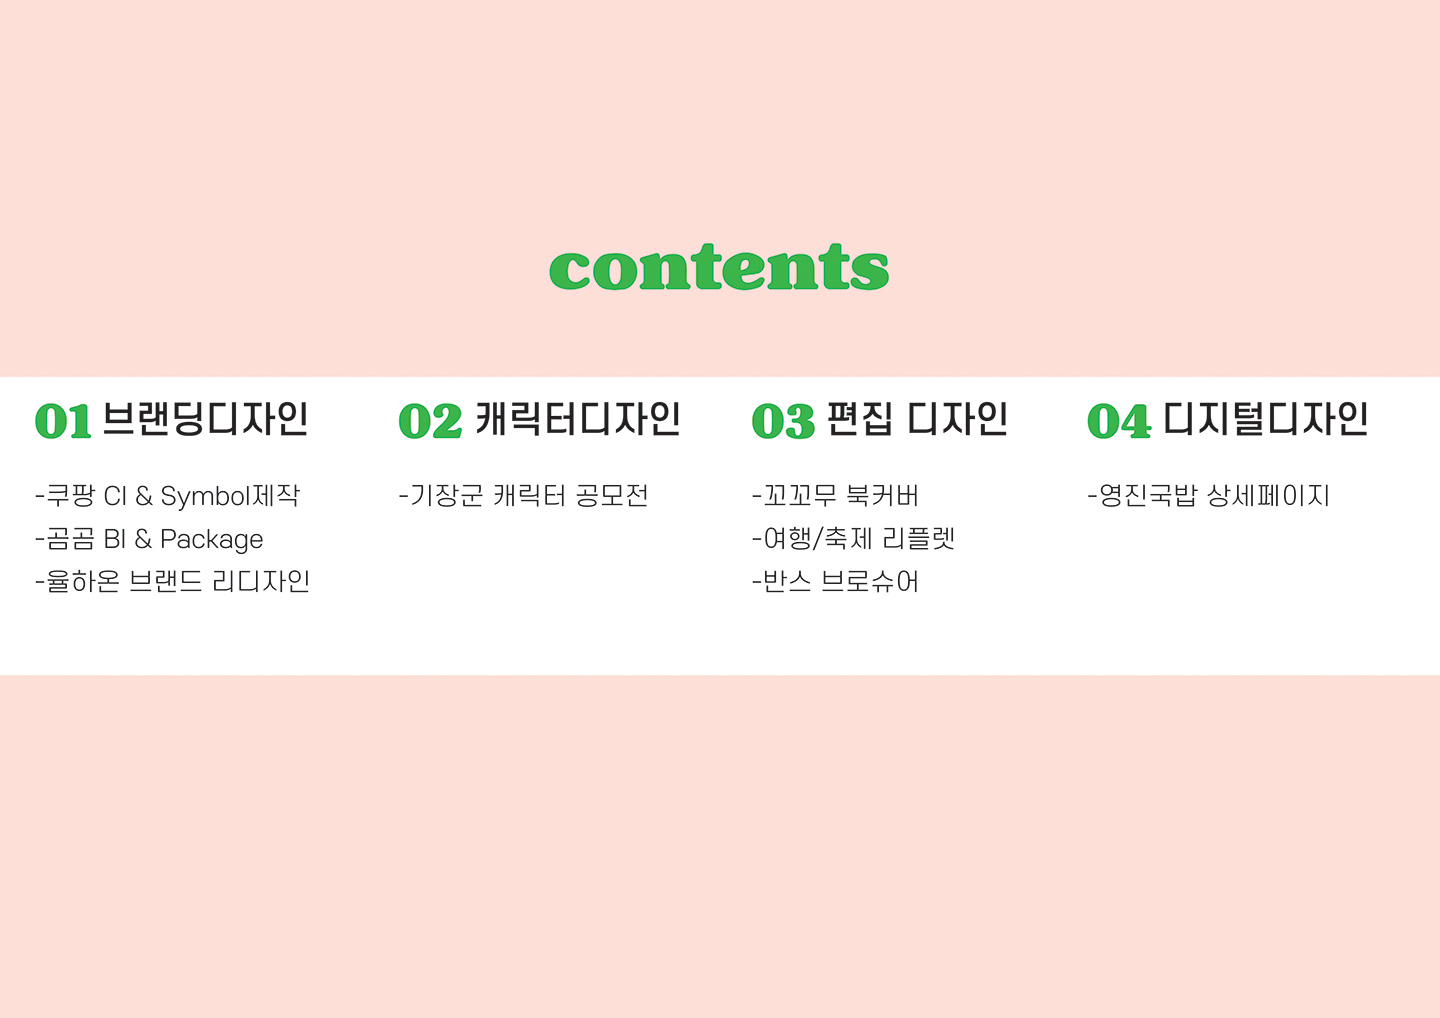 contents
01 브랜딩디자인
-쿠팡 CI & Symbol제작
-곰곰 BI & Package
-율하온 브랜드 리디자인
02 캐릭터디자인
-기장군 캐릭터 공모전
03 편집 디자인
-꼬꼬무 북커버
-여행/축제 리플렛
-반스 브로슈어
04 디지털디자인
-영진국밥 상세페이지